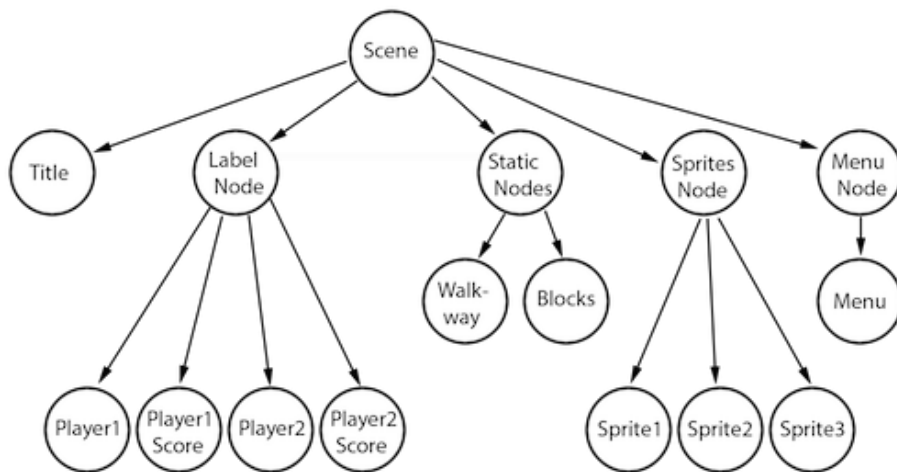 Scene
Title
Label
Node
Static
Nodes
Sprites
Node
Menu
Node
Walk-
way
Blocks
Menu
Player1
Player1
Score
Player2
Player2
Score
Sprite1
Sprite2
Sprite3